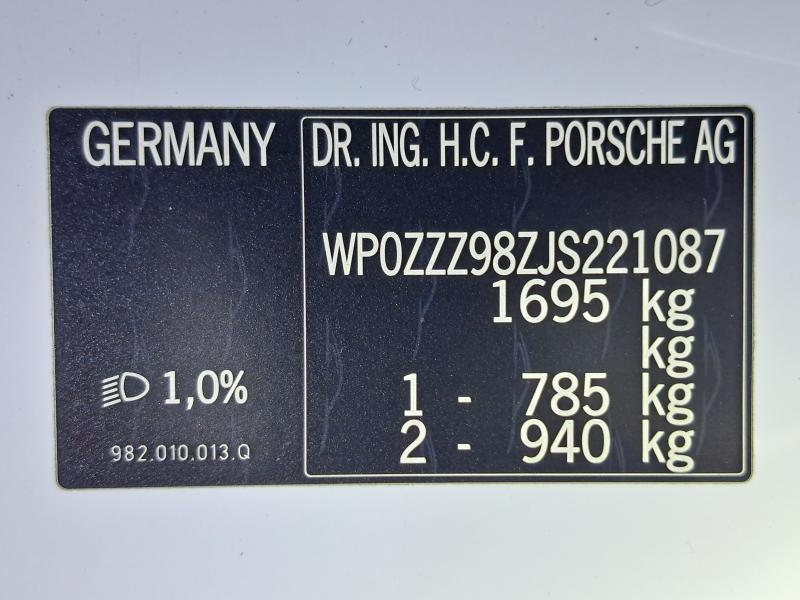 GERMANY
DR. ING. H.C. F. PORSCHE AG
WP0ZZZ98ZJS221087
1695 kg
kg
1 - 785 kg
2 - 940 kg
1,0%
982.010.013.Q